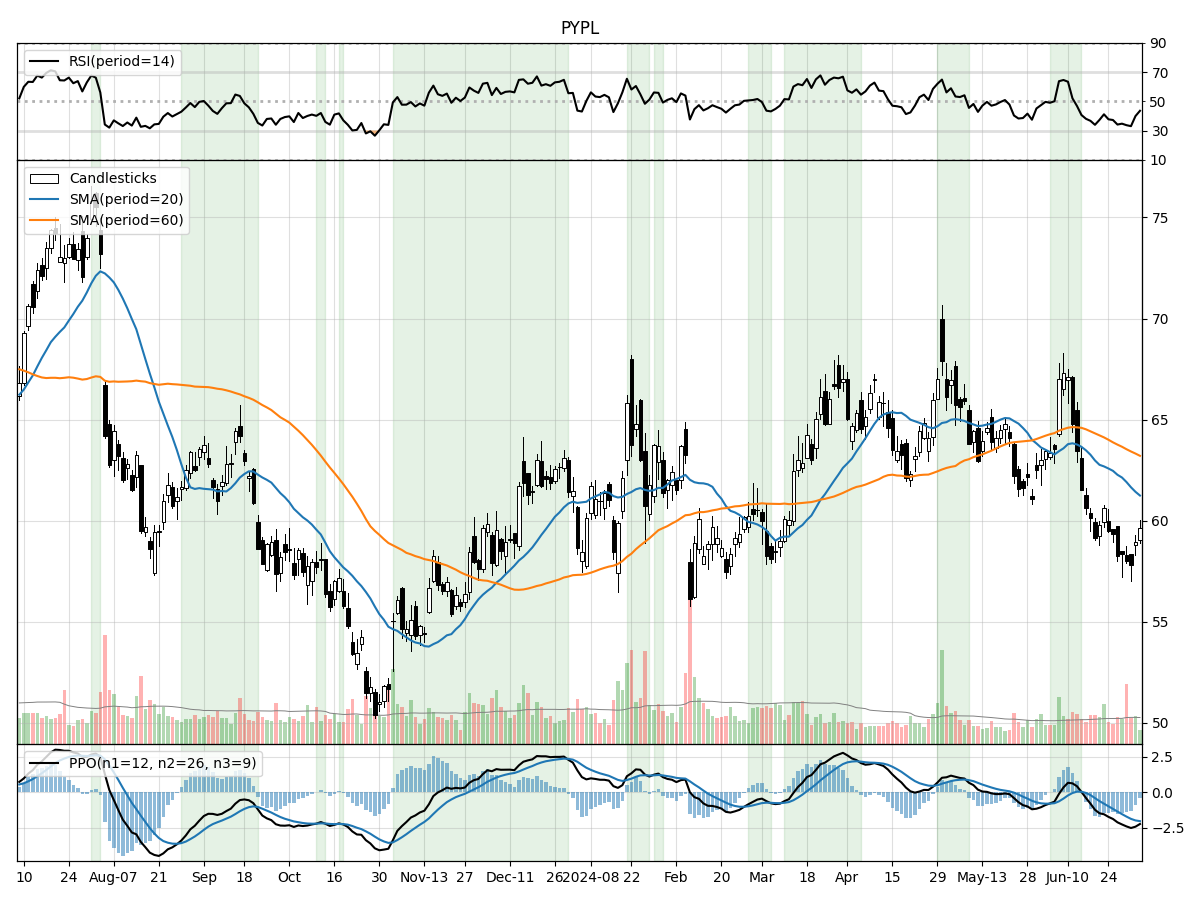 PYPL
RSI(period=14)
90
70
50
30
10
Candlesticks
SMA(period=20)
SMA(period=60)
75
70
65
60
55
50
PPO(n1=12, n2=26, n3=9)
2.5
0.0
−2.5
10 24 Aug-07 21 Sep 18 Oct 16 30 Nov-13 27 Dec-11 26 2024-08 22 Feb 20 Mar 18 Apr 15 29 May-13 28 Jun-10 24